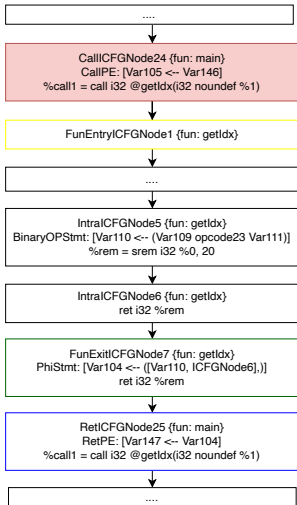 ....
CallICFGNode24 {fun: main}
CallPE: [Var105 <-- Var146]
%call1 = call i32 @getIdx(i32 noundef %1)
FunEntryICFGNode1 {fun: getIdx}
....
IntraICFGNode5 {fun: getIdx}
BinaryOPStmt: [Var110 <-- (Var109 opcode23 Var111)]
%rem = srem i32 %0, 20
IntraICFGNode6 {fun: getIdx}
ret i32 %rem
FunExitICFGNode7 {fun: getIdx}
PhiStmt: [Var104 <-- ([Var110, ICFGNode6],)]
ret i32 %rem
RetICFGNode25 {fun: main}
RetPE: [Var147 <-- Var104]
%call1 = call i32 @getIdx(i32 noundef %1)
....